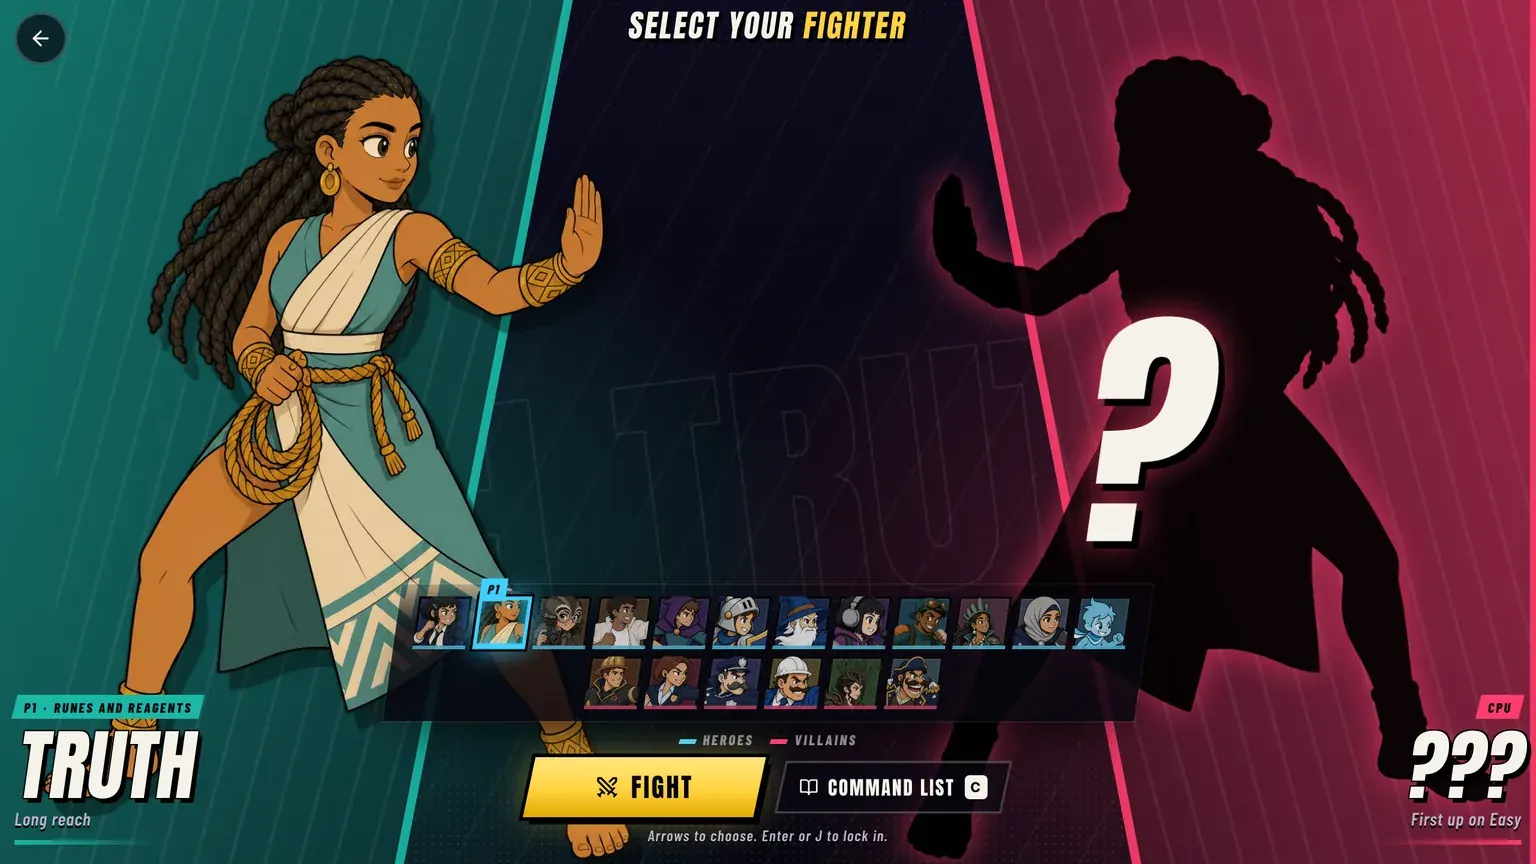 SELECT YOUR FIGHTER
TRUT
?
P1
P1 · RUNES AND REAGENTS
TRUTH
Long reach
CPU
???
First up on Easy
HEROES
VILLAINS
FIGHT
COMMAND LIST C
Arrows to choose. Enter or J to lock in.